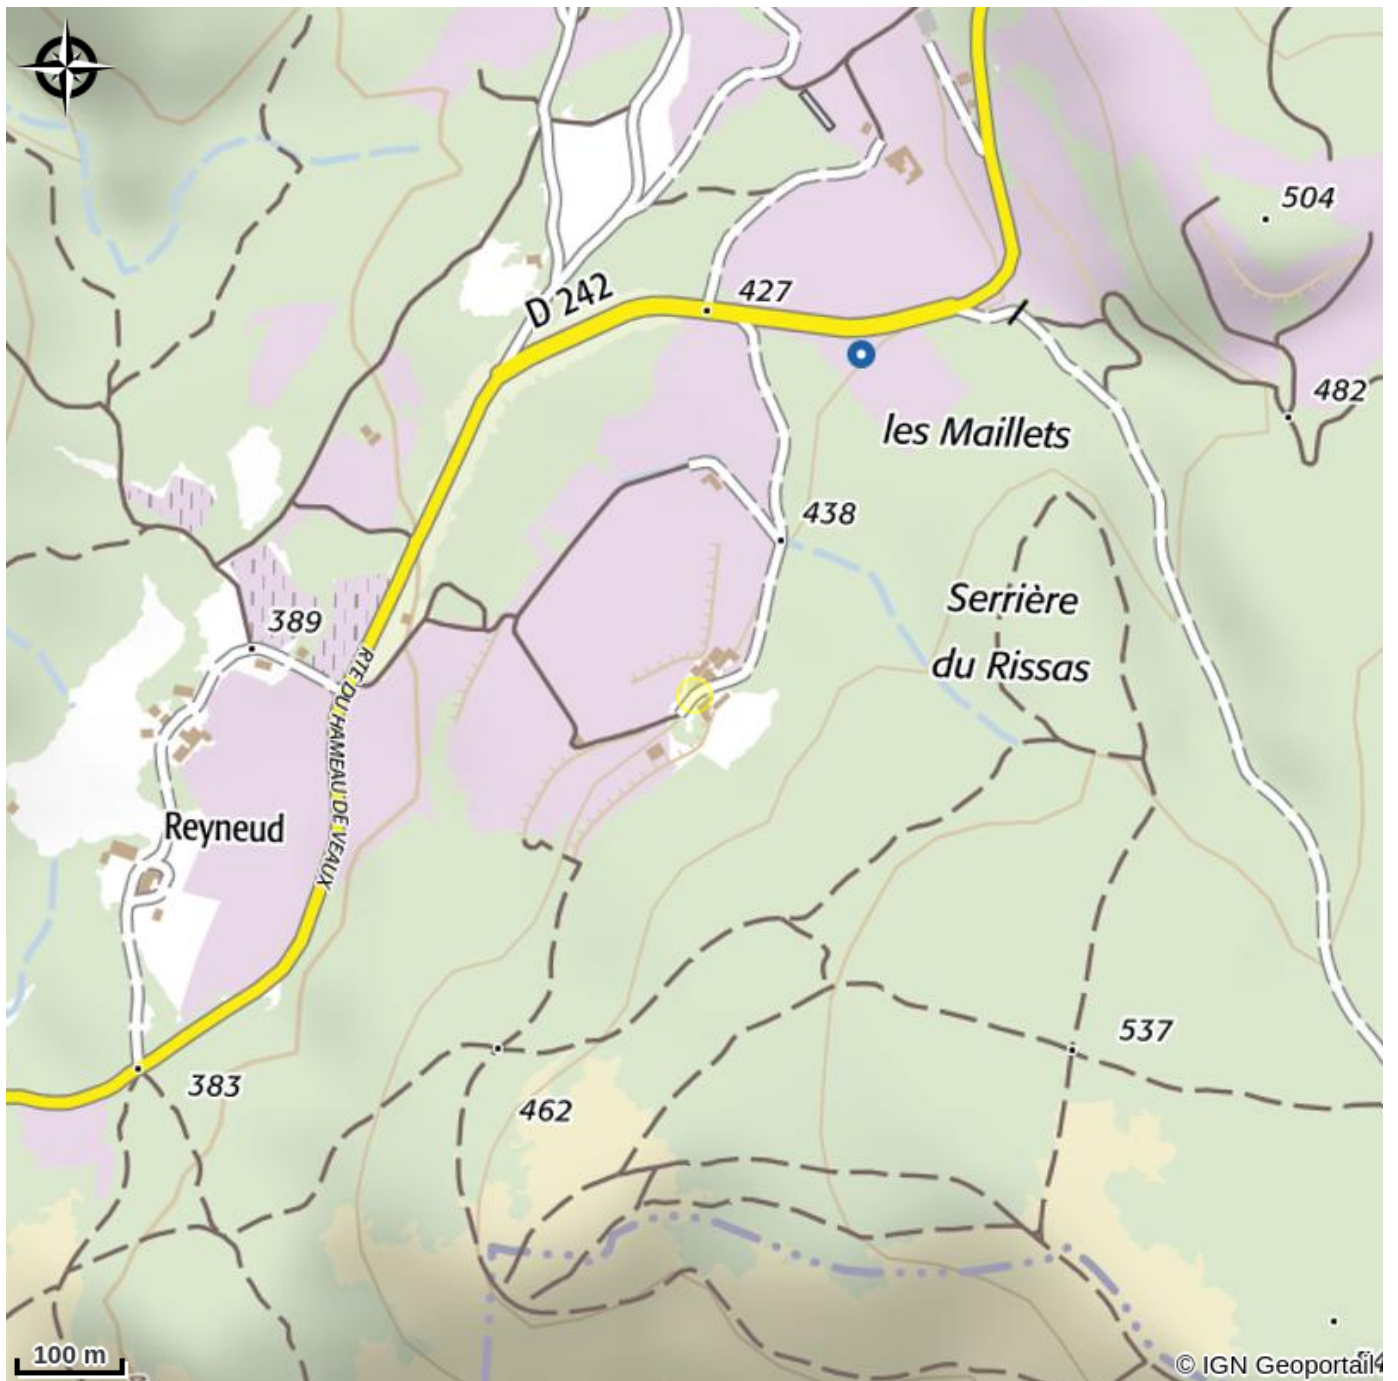 504
D 242
427
482
les Maillets
438
Serrière
du Rissas
389
RTE DU HAMEAU DE VEAUX
Reyneud
537
383
462
100 m
© IGN Geoportail